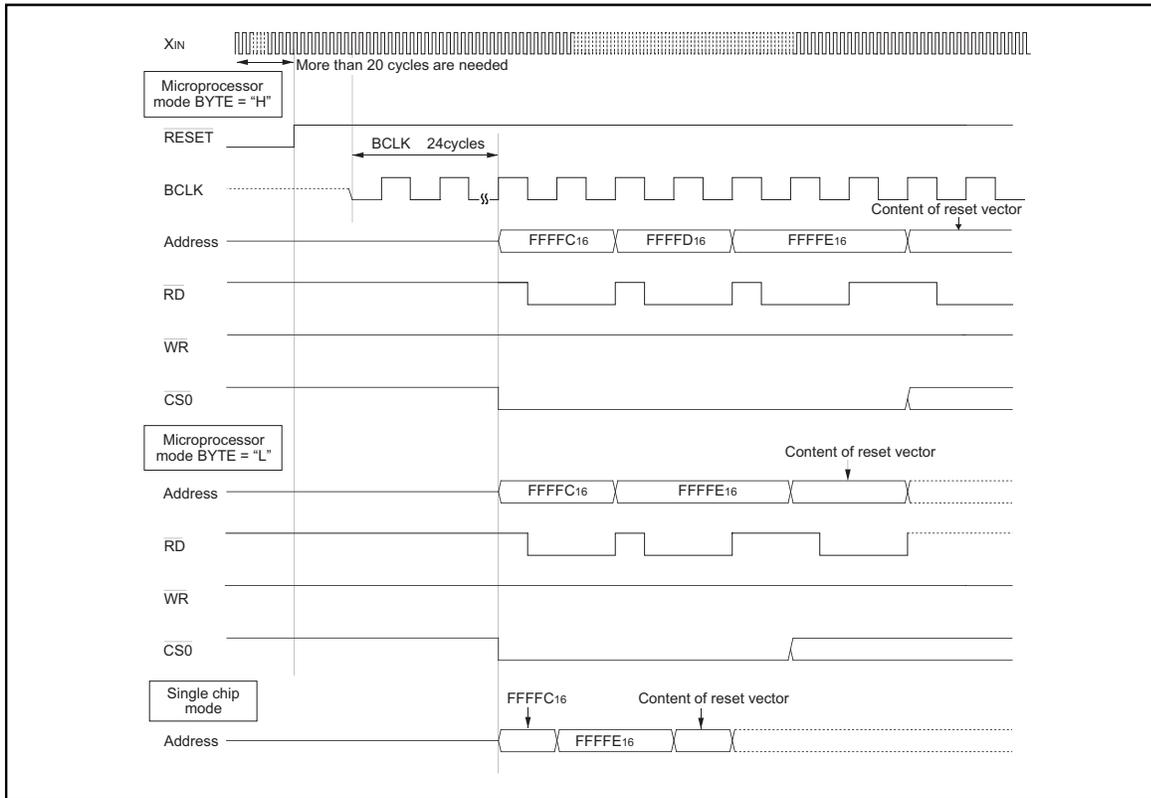 XIN
More than 20 cycles are needed
Microprocessor
mode BYTE = “H”
RESET
BCLK 24cycles
BCLK
Content of reset vector
Address FFFFC16 FFFFD16 FFFFE16
RD
WR
CS0
Microprocessor
mode BYTE = “L”
Content of reset vector
Address FFFFC16 FFFFE16
RD
WR
CS0
Single chip
mode
FFFFC16 Content of reset vector
Address FFFFE16